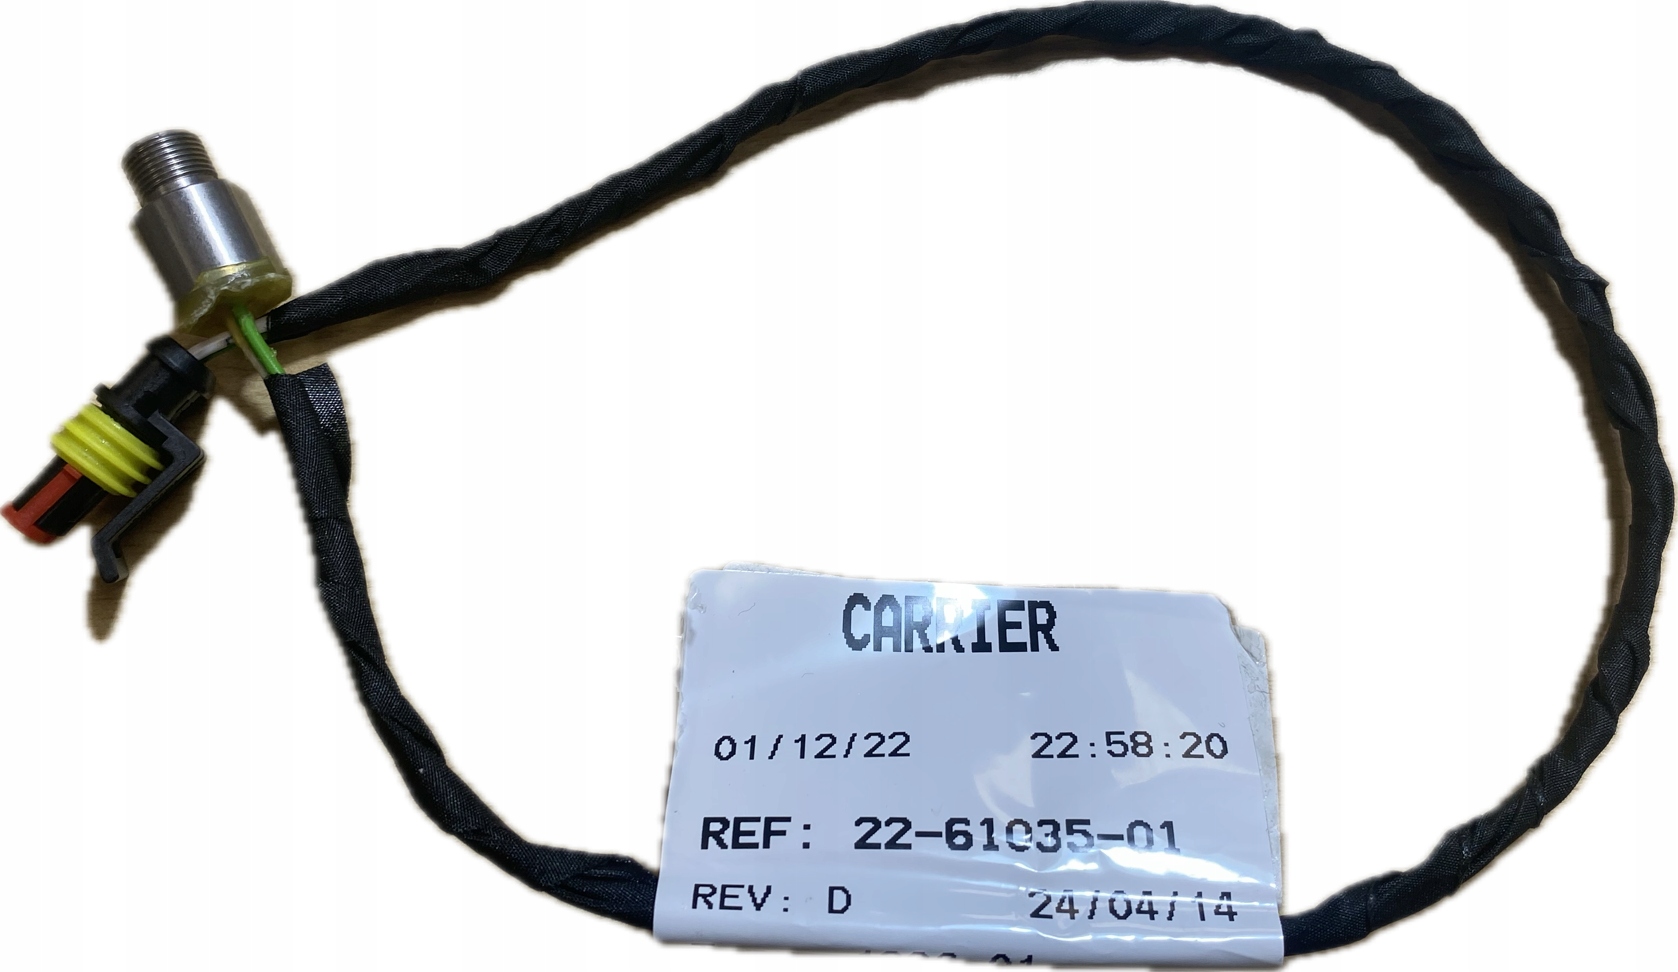 CARRIER
01/12/22 22:58:20
REF: 22-61035-01
REV: D 24/04/14